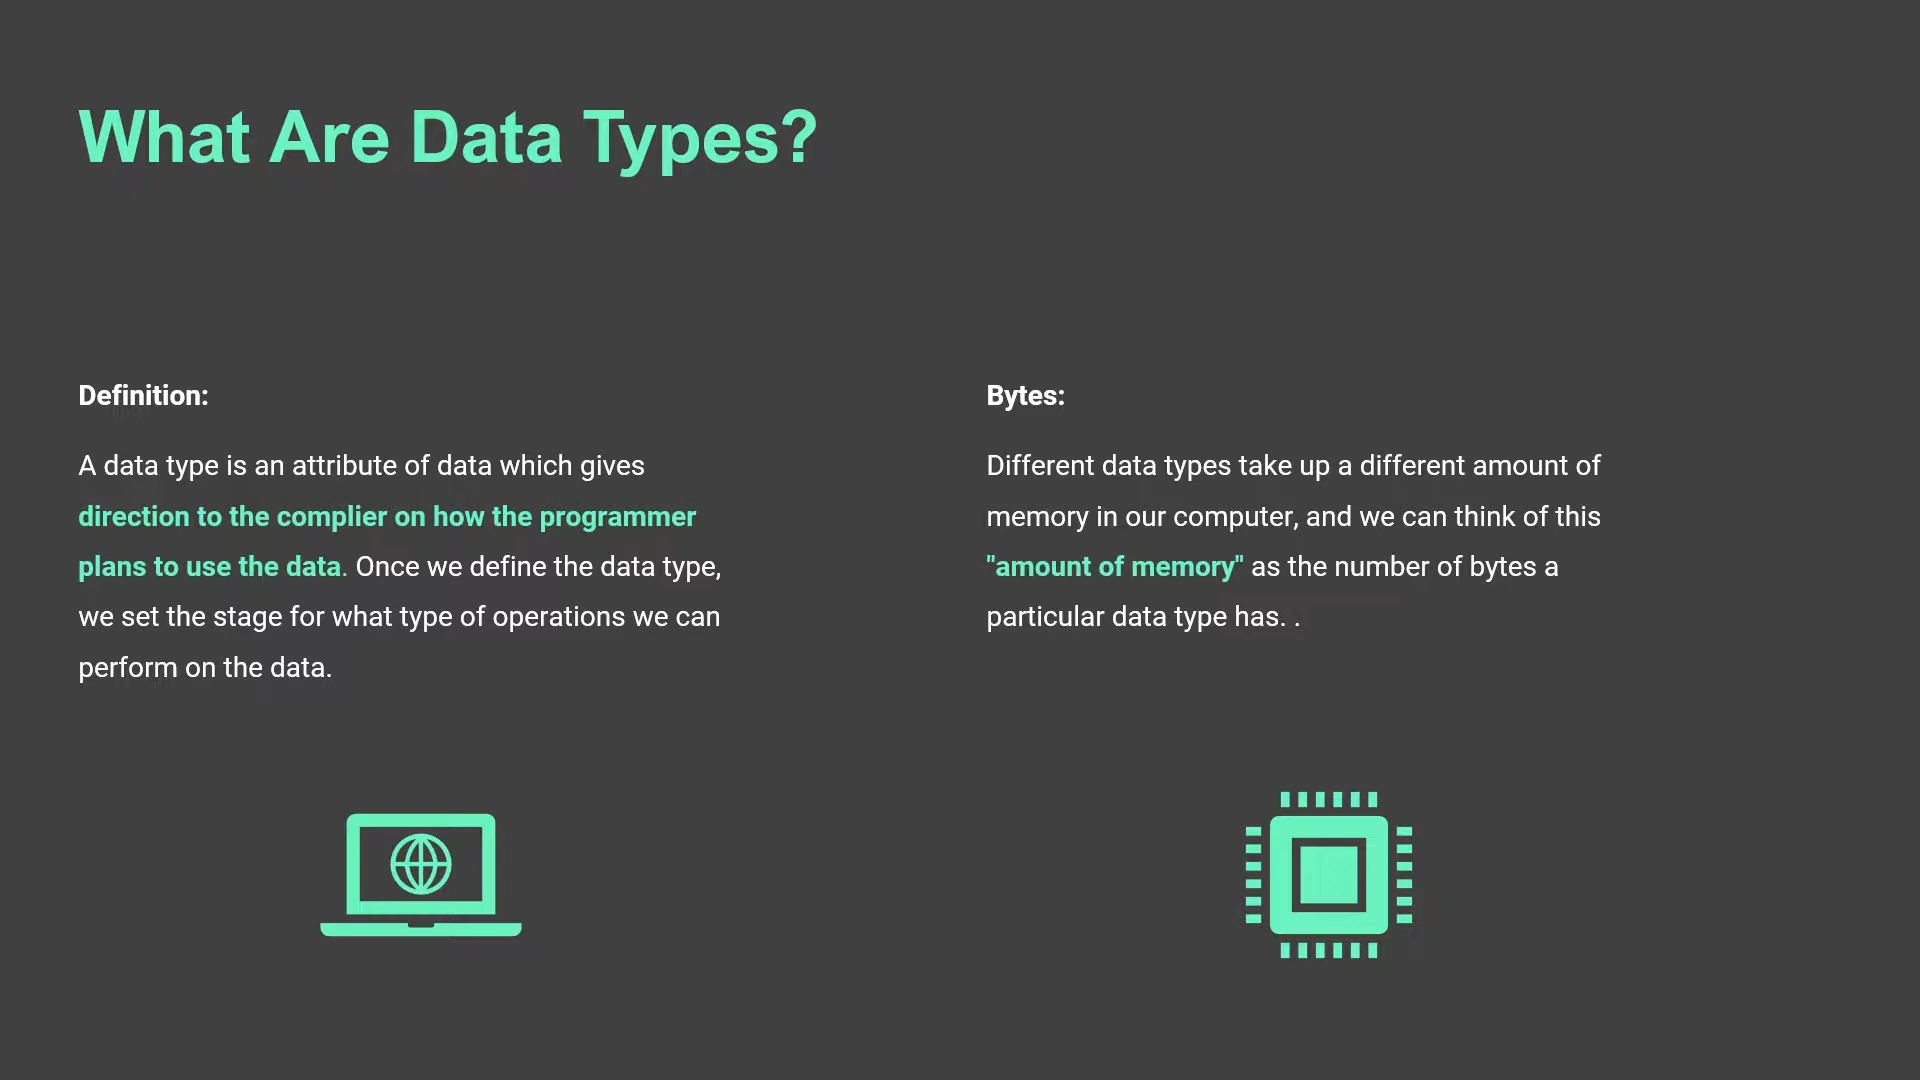 What Are Data Types?
Definition:
A data type is an attribute of data which gives
direction to the complier on how the programmer
plans to use the data. Once we define the data type,
we set the stage for what type of operations we can
perform on the data.
Bytes:
Different data types take up a different amount of
memory in our computer, and we can think of this
"amount of memory" as the number of bytes a
particular data type has. .